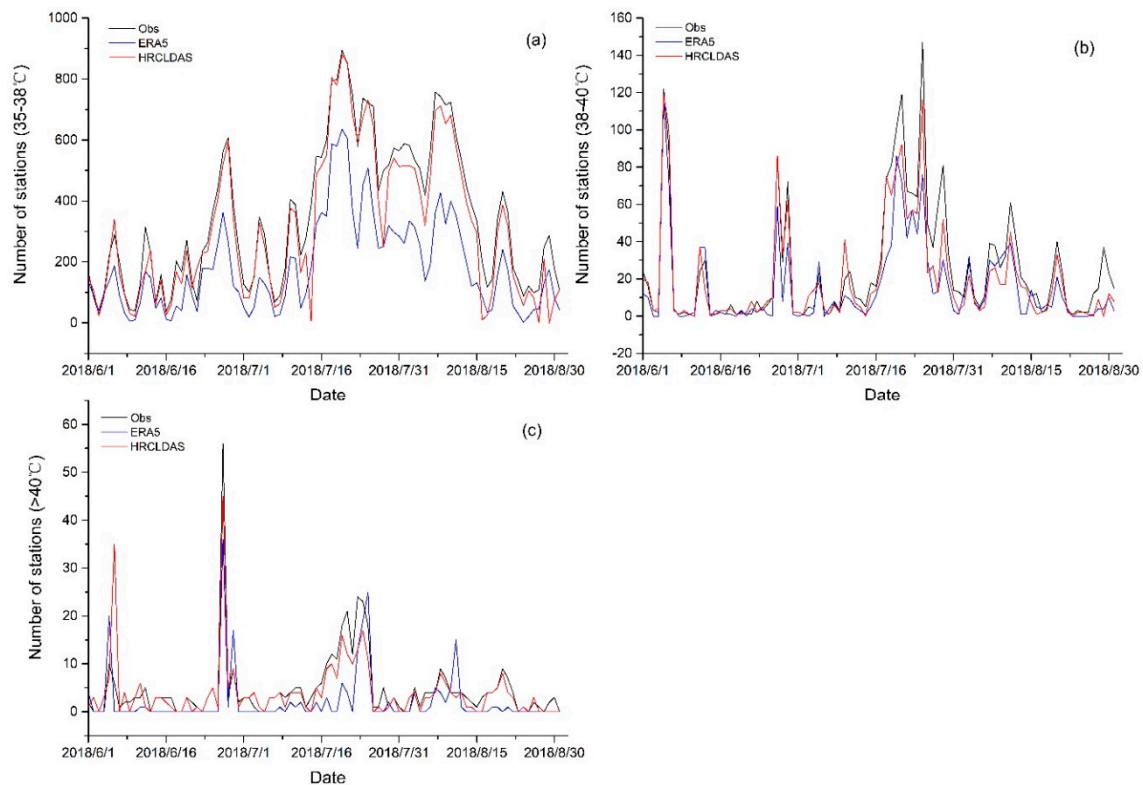 1000
800
600
400
200
0
Number of stations (35-38℃)
Obs
ERA5
HRCLDAS
(a)
2018/6/1 2018/6/16 2018/7/1 2018/7/16 2018/7/31 2018/8/15 2018/8/30
Date
160
140
120
100
80
60
40
20
0
-20
Number of stations (38-40℃)
Obs
ERA5
HRCLDAS
(b)
2018/6/1 2018/6/16 2018/7/1 2018/7/16 2018/7/31 2018/8/15 2018/8/30
Date
60
50
40
30
20
10
0
Number of stations (>40℃)
Obs
ERA5
HRCLDAS
(c)
2018/6/1 2018/6/16 2018/7/1 2018/7/16 2018/7/31 2018/8/15 2018/8/30
Date